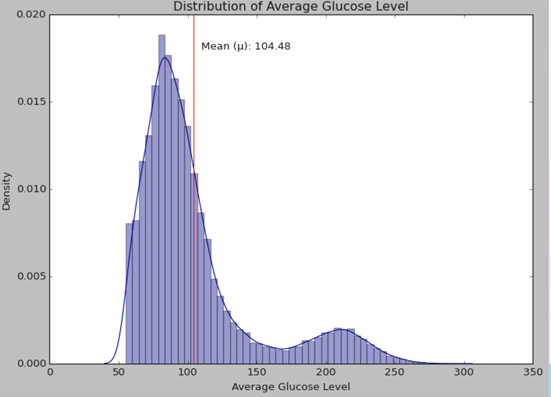 Distribution of Average Glucose Level
0.020
Mean (μ): 104.48
0.015
0.010
Density
0.005
0.000
0 50 100 150 200 250 300 350
Average Glucose Level